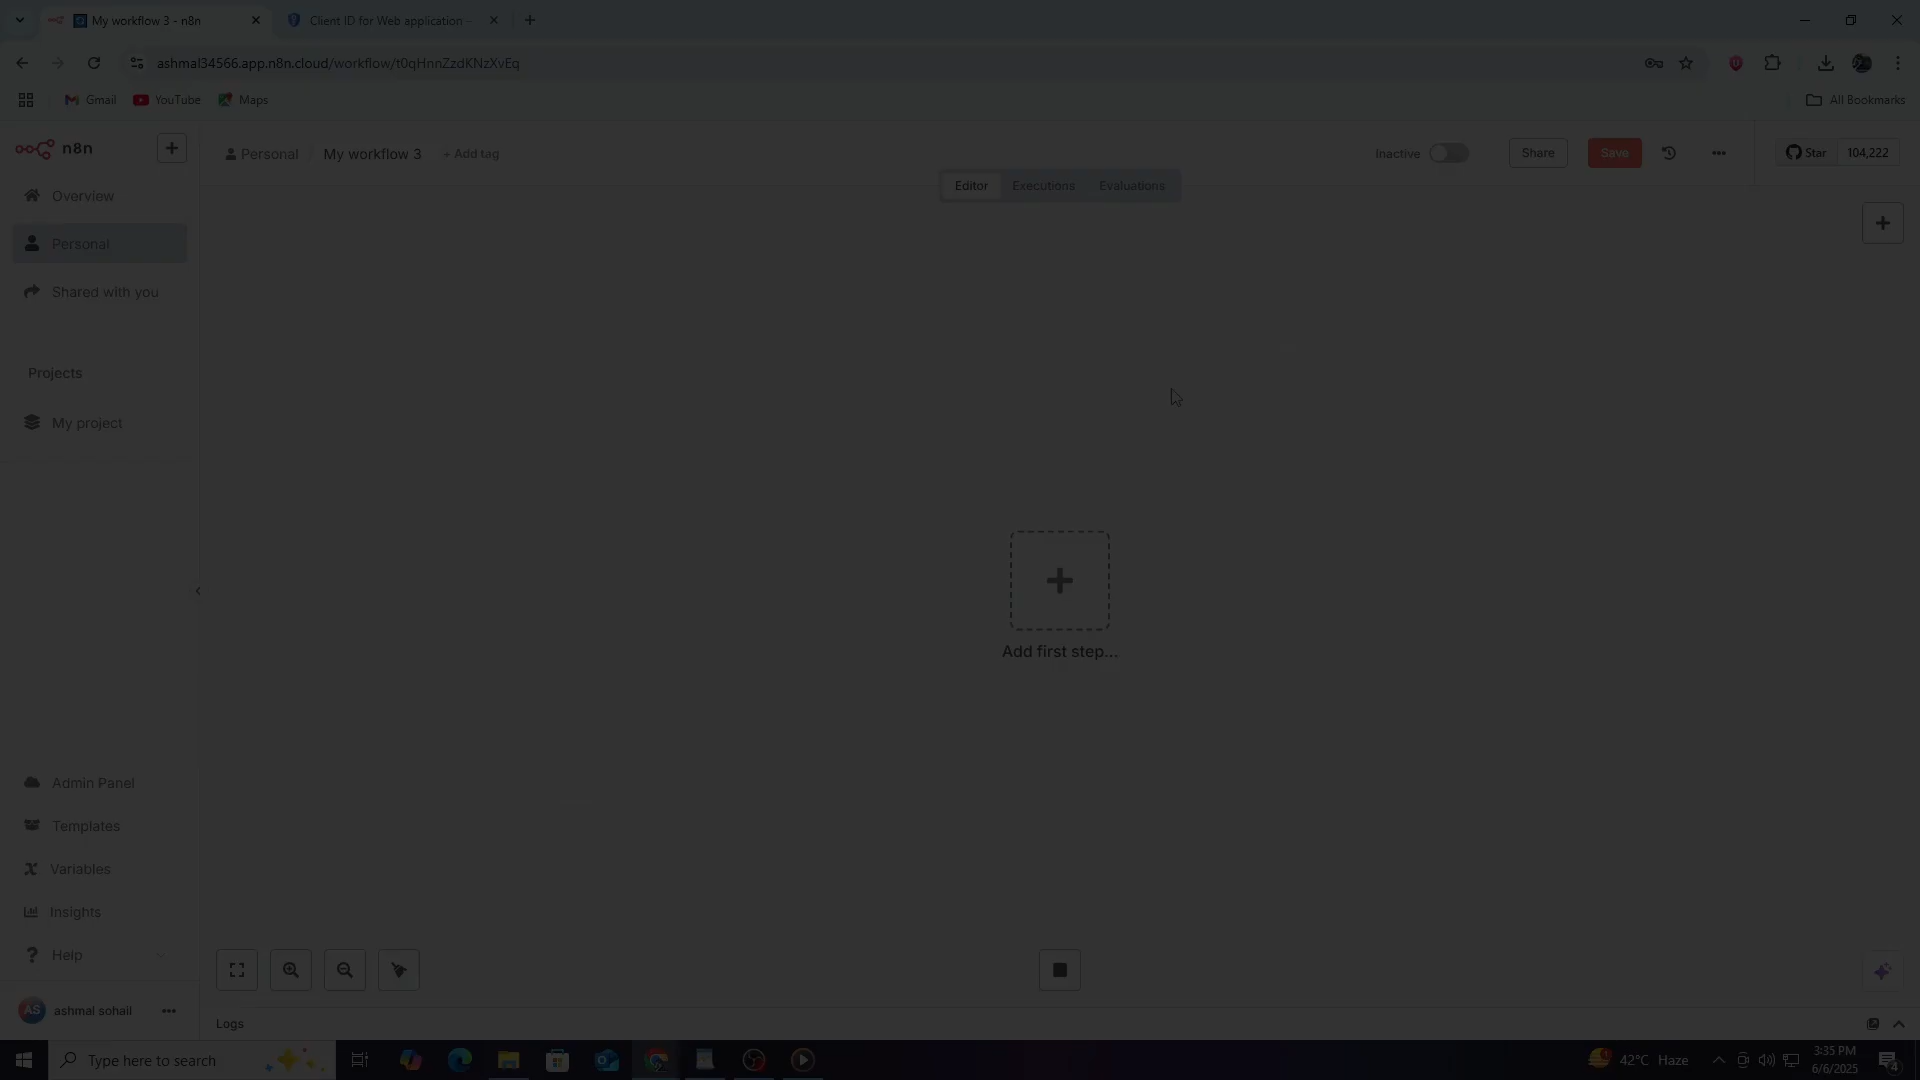 My workflow 3 - n8n
Client ID for Web application -
ashmal34566.app.n8n.cloud/workflow/t0qHnnZzdKNzXvEq
Gmail
YouTube
Maps
All Bookmarks
n8n
Personal
My workflow 3
+ Add tag
Inactive
Share
Save
Star
104,222
Editor
Executions
Evaluations
Overview
Personal
Shared with you
Projects
My project
Add first step...
Admin Panel
Templates
Variables
Insights
Help
AS
ashmal sohail
Logs
Type here to search
42°C Haze
3:35 PM
6/6/2025
4